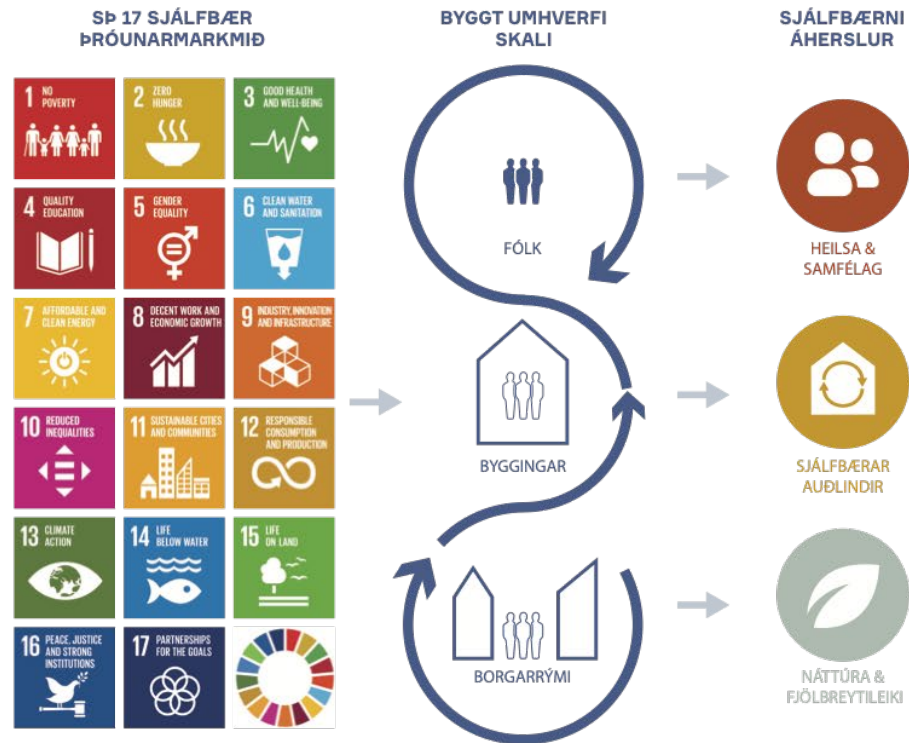 SÞ 17 SJÁLFBÆR
ÞRÓUNARMARKMIÐ
1 NO
POVERTY
2 ZERO
HUNGER
3 GOOD HEALTH
AND WELL-BEING
4 QUALITY
EDUCATION
5 GENDER
EQUALITY
6 CLEAN WATER
AND SANITATION
7 AFFORDABLE AND
CLEAN ENERGY
8 DECENT WORK AND
ECONOMIC GROWTH
9 INDUSTRY, INNOVATION
AND INFRASTRUCTURE
10 REDUCED
INEQUALITIES
11 SUSTAINABLE CITIES
AND COMMUNITIES
12 RESPONSIBLE
CONSUMPTION
AND PRODUCTION
13 CLIMATE
ACTION
14 LIFE
BELOW WATER
15 LIFE
ON LAND
16 PEACE, JUSTICE
AND STRONG
INSTITUTIONS
17 PARTNERSHIPS
FOR THE GOALS
BYGGT UMHVERFI
SKALI
FÓLK
BYGGINGAR
BORGARRÝMI
SJÁLFBÆRNI
ÁHERSLUR
HEILSA &
SAMFÉLAG
SJÁLFBÆRAR
AUÐLINDIR
NÁTTÚRA &
FJÖLBREYTILEIKI